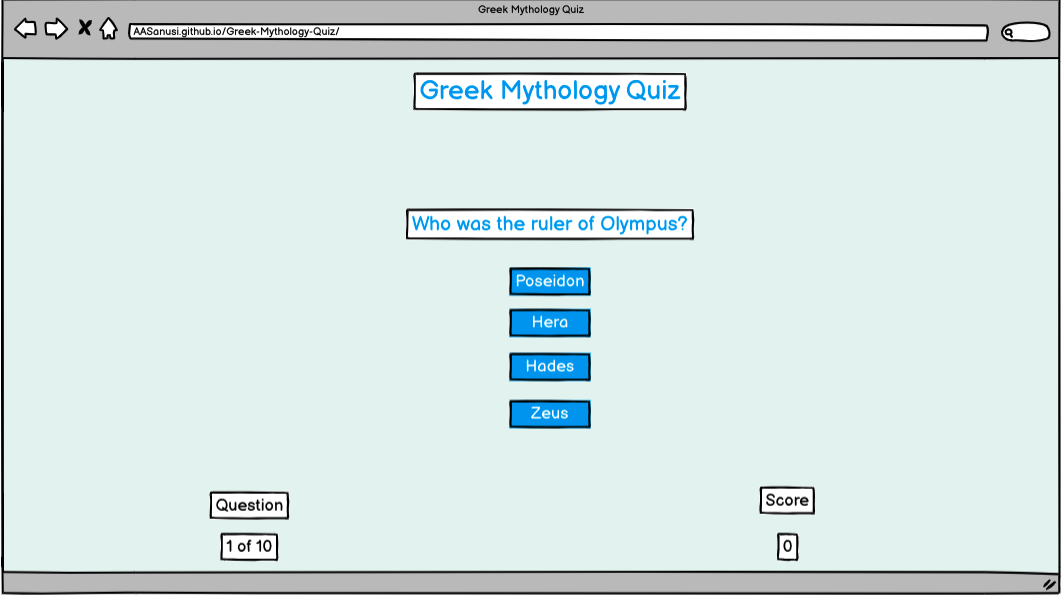 Greek Mythology Quiz
AASanusi.github.io/Greek-Mythology-Quiz/
Greek Mythology Quiz
Who was the ruler of Olympus?
Poseidon
Hera
Hades
Zeus
Question
Score
1 of 10
0